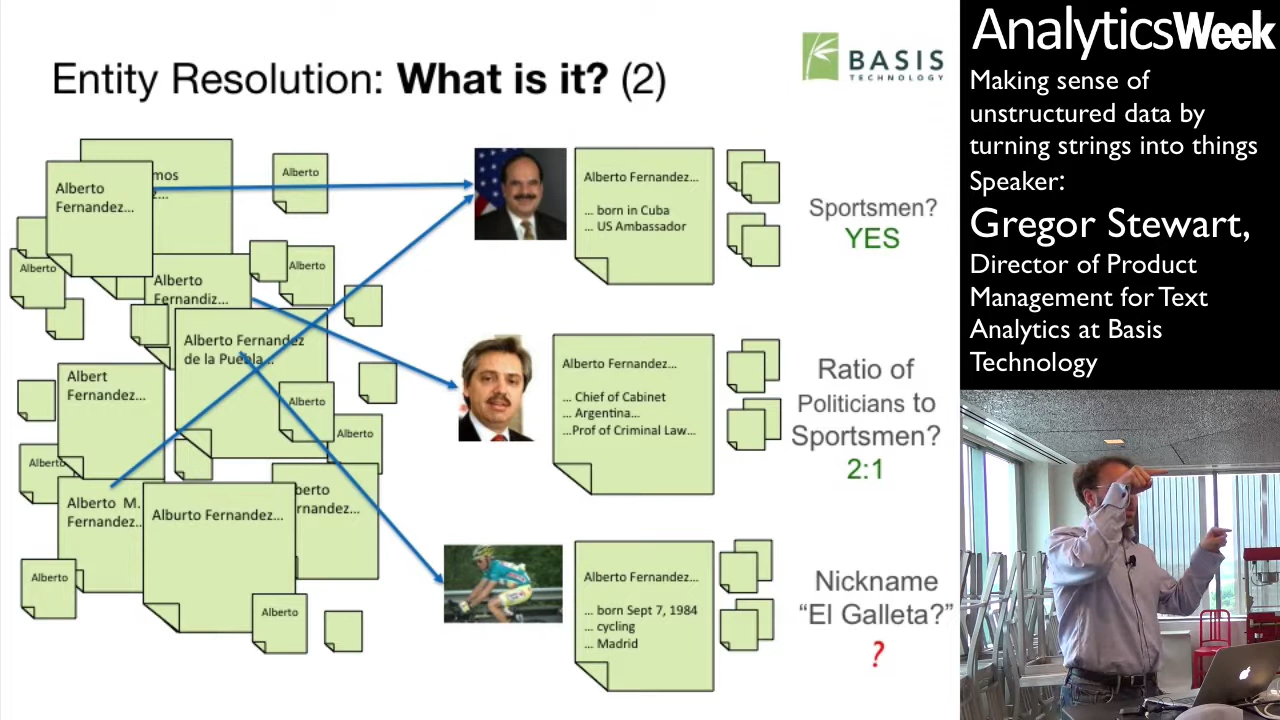 Entity Resolution: What is it? (2)
BASIS
TECHNOLOGY
AnalyticsWeek
Making sense of
unstructured data by
turning strings into things
Speaker:
Gregor Stewart,
Director of Product
Management for Text
Analytics at Basis
Technology
mos
z...
Alberto
Fernandez...
Alberto
Alberto
Alberto
Alberto
Fernandiz...
Alberto Fernandez
de la Puebla...
Albert
Fernandez...
Alberto
Alberto
Alberto
Alberto M.
Fernandez...
Alburto Fernandez...
berto
rnandez...
Alberto
Alberto
Alberto Fernandez...
... born in Cuba
... US Ambassador
Sportsmen?
YES
Alberto Fernandez...
... Chief of Cabinet
... Argentina...
...Prof of Criminal Law...
Ratio of
Politicians to
Sportsmen?
2:1
Alberto Fernandez...
... born Sept 7, 1984
... cycling
... Madrid
Nickname
“El Galleta?”
?